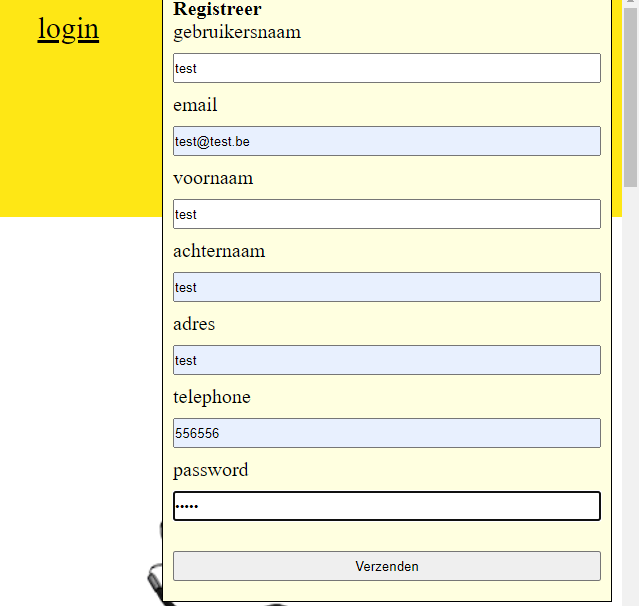 login
Registreer
gebruikersnaam
test
email
test@test.be
voornaam
test
achternaam
test
adres
test
telephone
556556
password
•••••
Verzenden